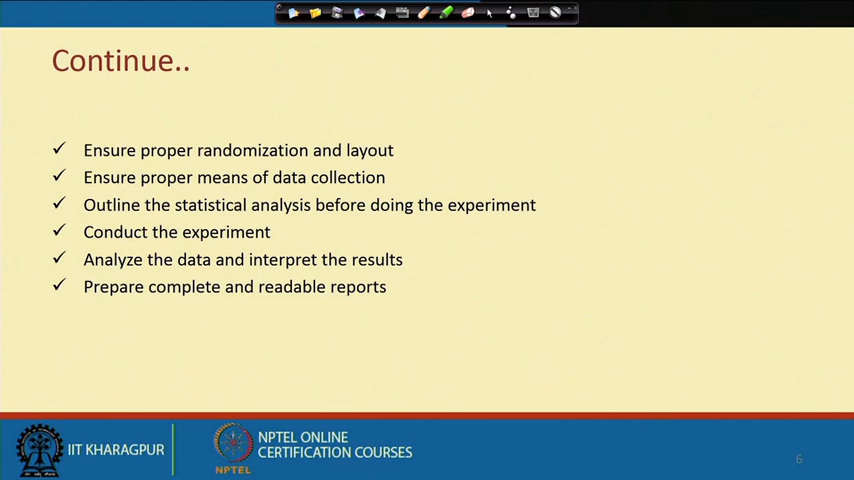 Continue..
✓ Ensure proper randomization and layout
✓ Ensure proper means of data collection
✓ Outline the statistical analysis before doing the experiment
✓ Conduct the experiment
✓ Analyze the data and interpret the results
✓ Prepare complete and readable reports
IIT KHARAGPUR
NPTEL
NPTEL ONLINE
CERTIFICATION COURSES
6